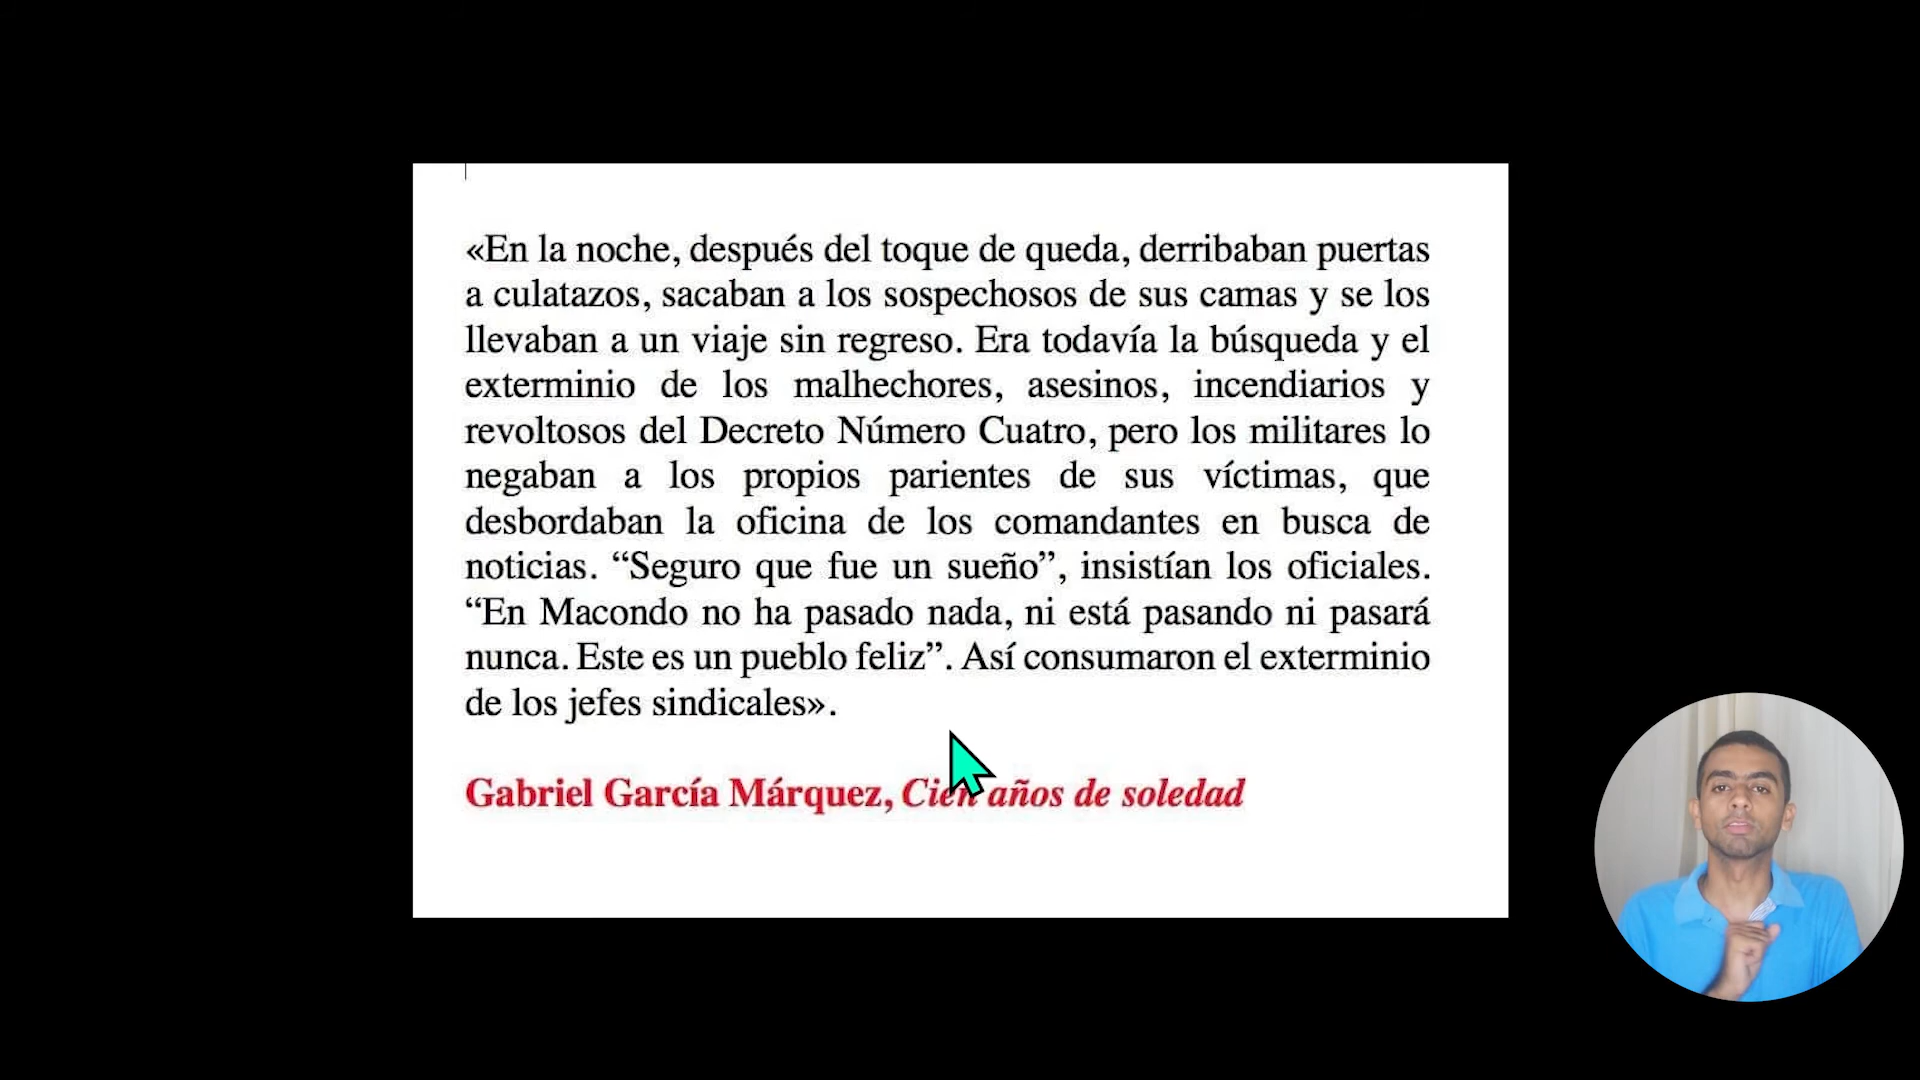 «En la noche, después del toque de queda, derribaban puertas
a culatazos, sacaban a los sospechosos de sus camas y se los
llevaban a un viaje sin regreso. Era todavía la búsqueda y el
exterminio de los malhechores, asesinos, incendiarios y
revoltosos del Decreto Número Cuatro, pero los militares lo
negaban a los propios parientes de sus víctimas, que
desbordaban la oficina de los comandantes en busca de
noticias. “Seguro que fue un sueño”, insistían los oficiales.
“En Macondo no ha pasado nada, ni está pasando ni pasará
nunca. Este es un pueblo feliz”. Así consumaron el exterminio
de los jefes sindicales».
Gabriel García Márquez, Cien años de soledad